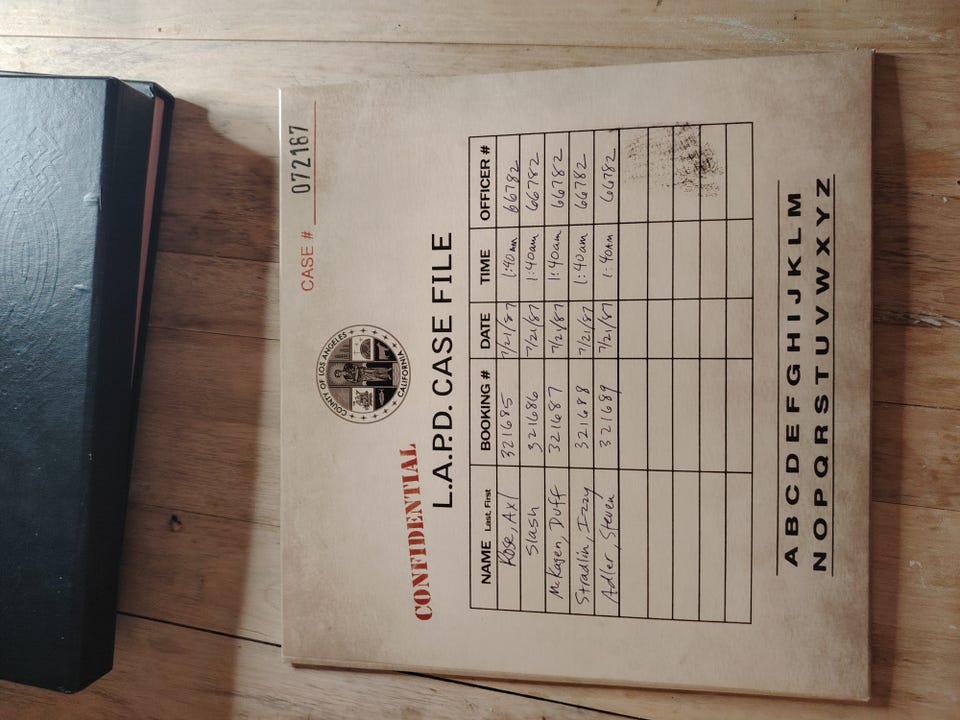 CASE # 072187
COUNTY OF LOS ANGELES
CALIFORNIA
CONFIDENTIAL
L.A.P.D. CASE FILE
NAME Last, First BOOKING # DATE TIME OFFICER #
Rose, Axl 321685 7/21/87 1:40am 66782
Slash 321686 7/21/87 1:40am 66782
McKagen, Duff 321687 7/21/87 1:40am 66782
Stradlin, Izzy 321688 7/21/87 1:40am 66782
Adler, Steven 321689 7/21/87 1:40AM 66782
A B C D E F G H I J K L M
N O P Q R S T U V W X Y Z